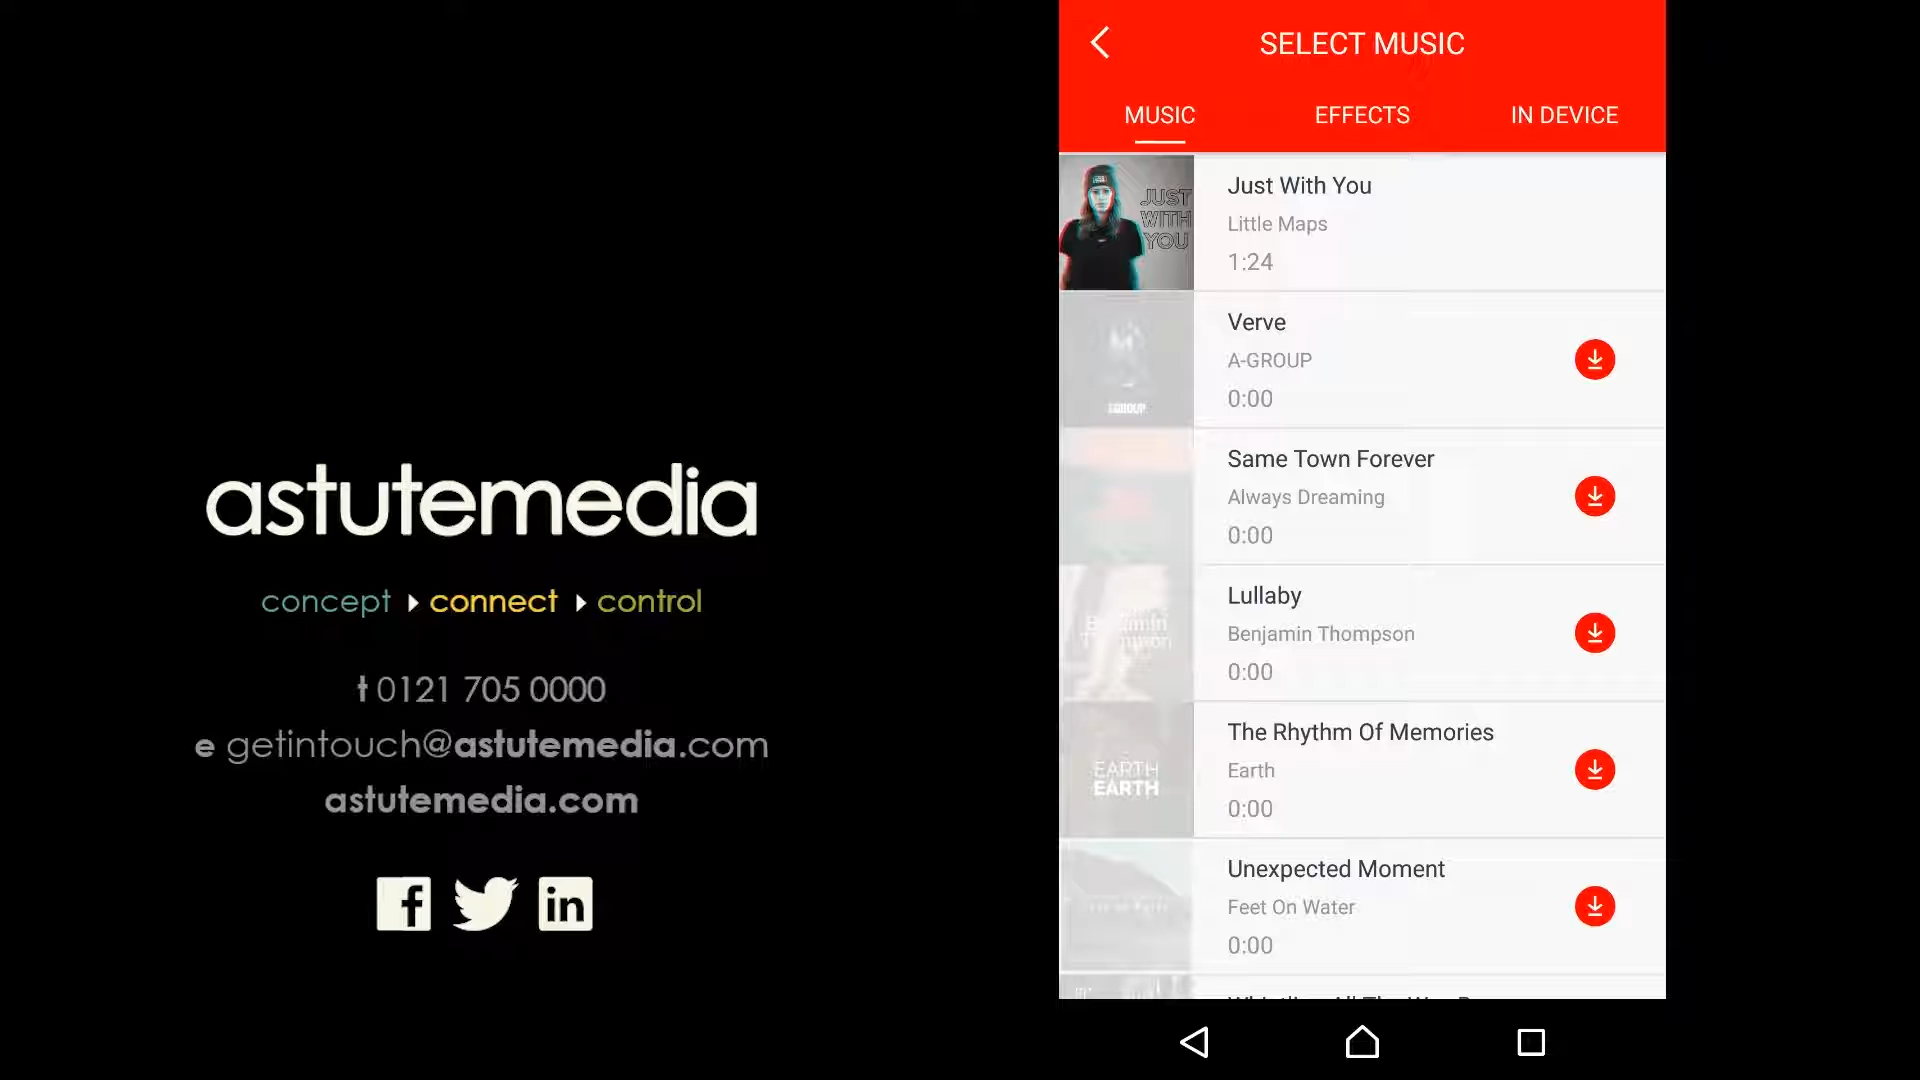 astutemedia
concept connect control
t 0121 705 0000
e getintouch@astutemedia.com
astutemedia.com
f
in
SELECT MUSIC
MUSIC EFFECTS IN DEVICE
JUST
WITH
YOU
Just With You
Little Maps
1:24
Verve
A-GROUP
0:00
Same Town Forever
Always Dreaming
0:00
Benjamin
Thompson
Lullaby
Benjamin Thompson
0:00
EARTH
EARTH
The Rhythm Of Memories
Earth
0:00
Unexpected Moment
Feet On Water
0:00